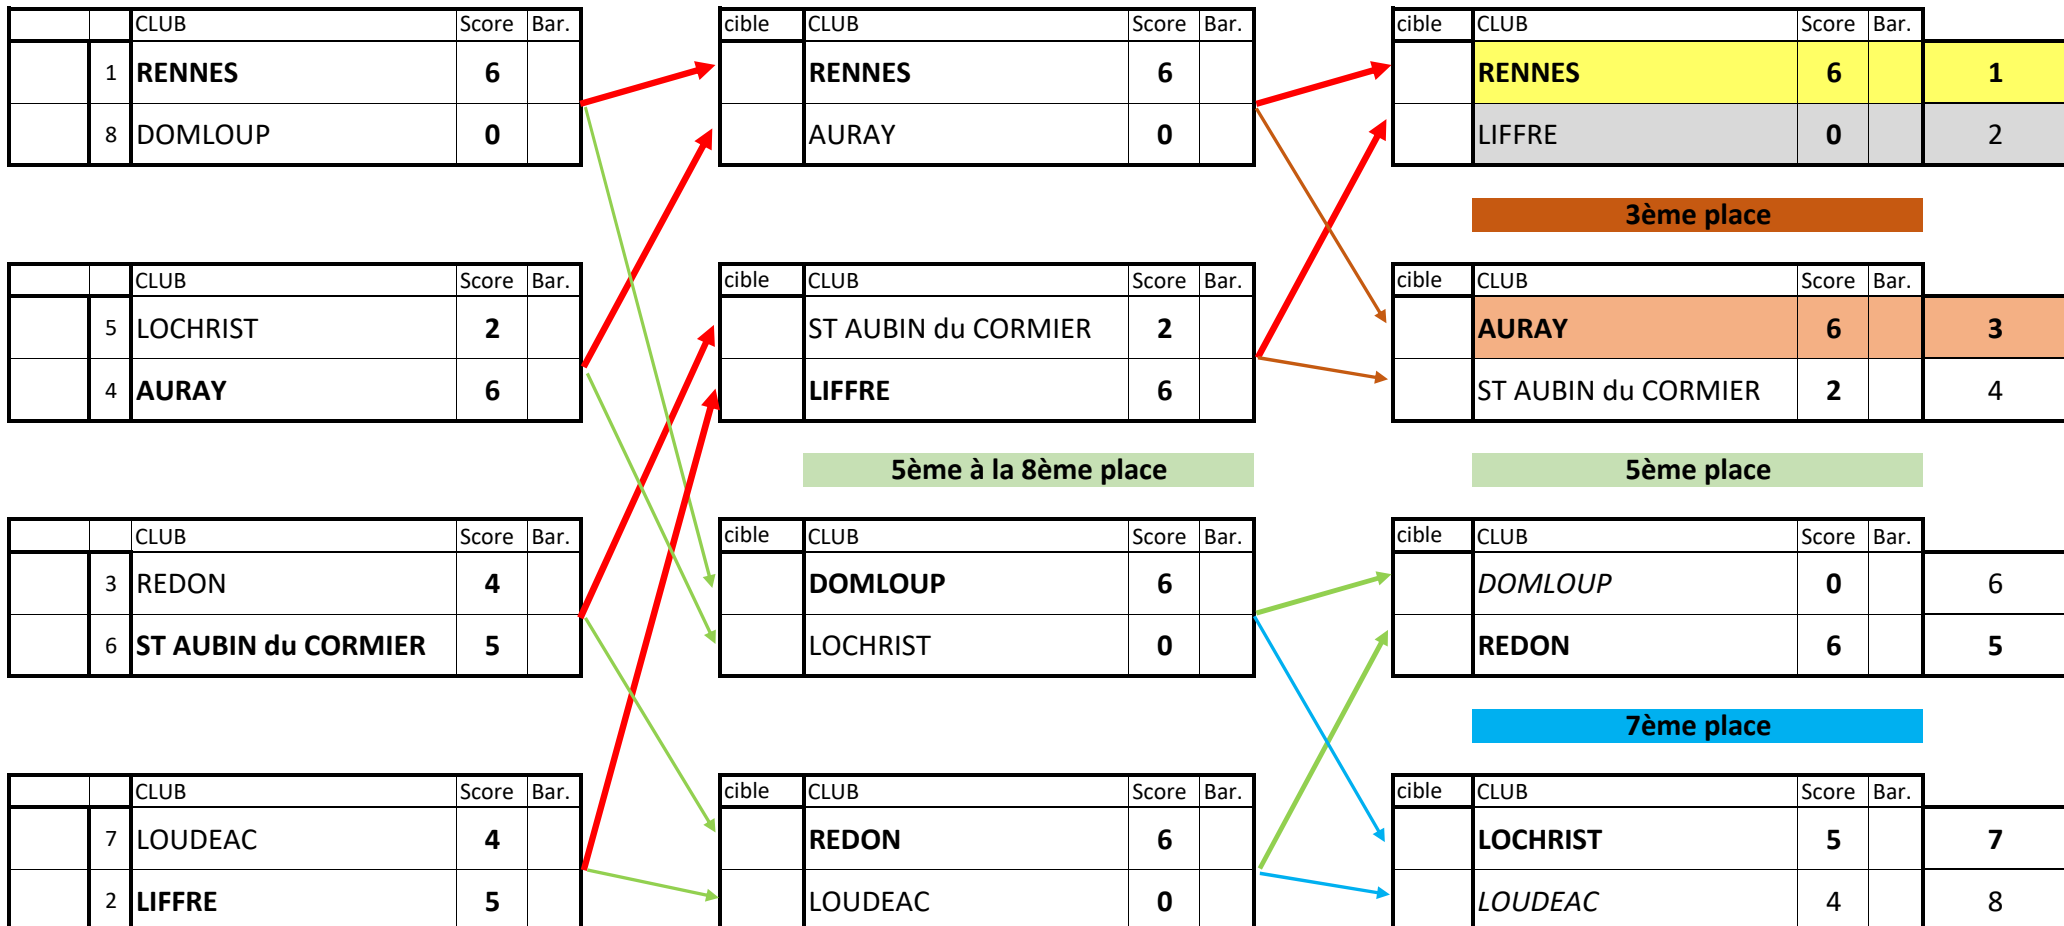 CLUB Score Bar.
1 RENNES 6
8 DOMLOUP 0
CLUB Score Bar.
5 LOCHRIST 2
4 AURAY 6
CLUB Score Bar.
3 REDON 4
6 ST AUBIN du CORMIER 5
CLUB Score Bar.
7 LOUDEAC 4
2 LIFFRE 5
cible CLUB Score Bar.
RENNES 6
AURAY 0
cible CLUB Score Bar.
ST AUBIN du CORMIER 2
LIFFRE 6
5ème à la 8ème place
cible CLUB Score Bar.
DOMLOUP 6
LOCHRIST 0
cible CLUB Score Bar.
REDON 6
LOUDEAC 0
cible CLUB Score Bar.
RENNES 6 1
LIFFRE 0 2
3ème place
cible CLUB Score Bar.
AURAY 6 3
ST AUBIN du CORMIER 2 4
5ème place
cible CLUB Score Bar.
DOMLOUP 0 6
REDON 6 5
7ème place
cible CLUB Score Bar.
LOCHRIST 5 7
LOUDEAC 4 8